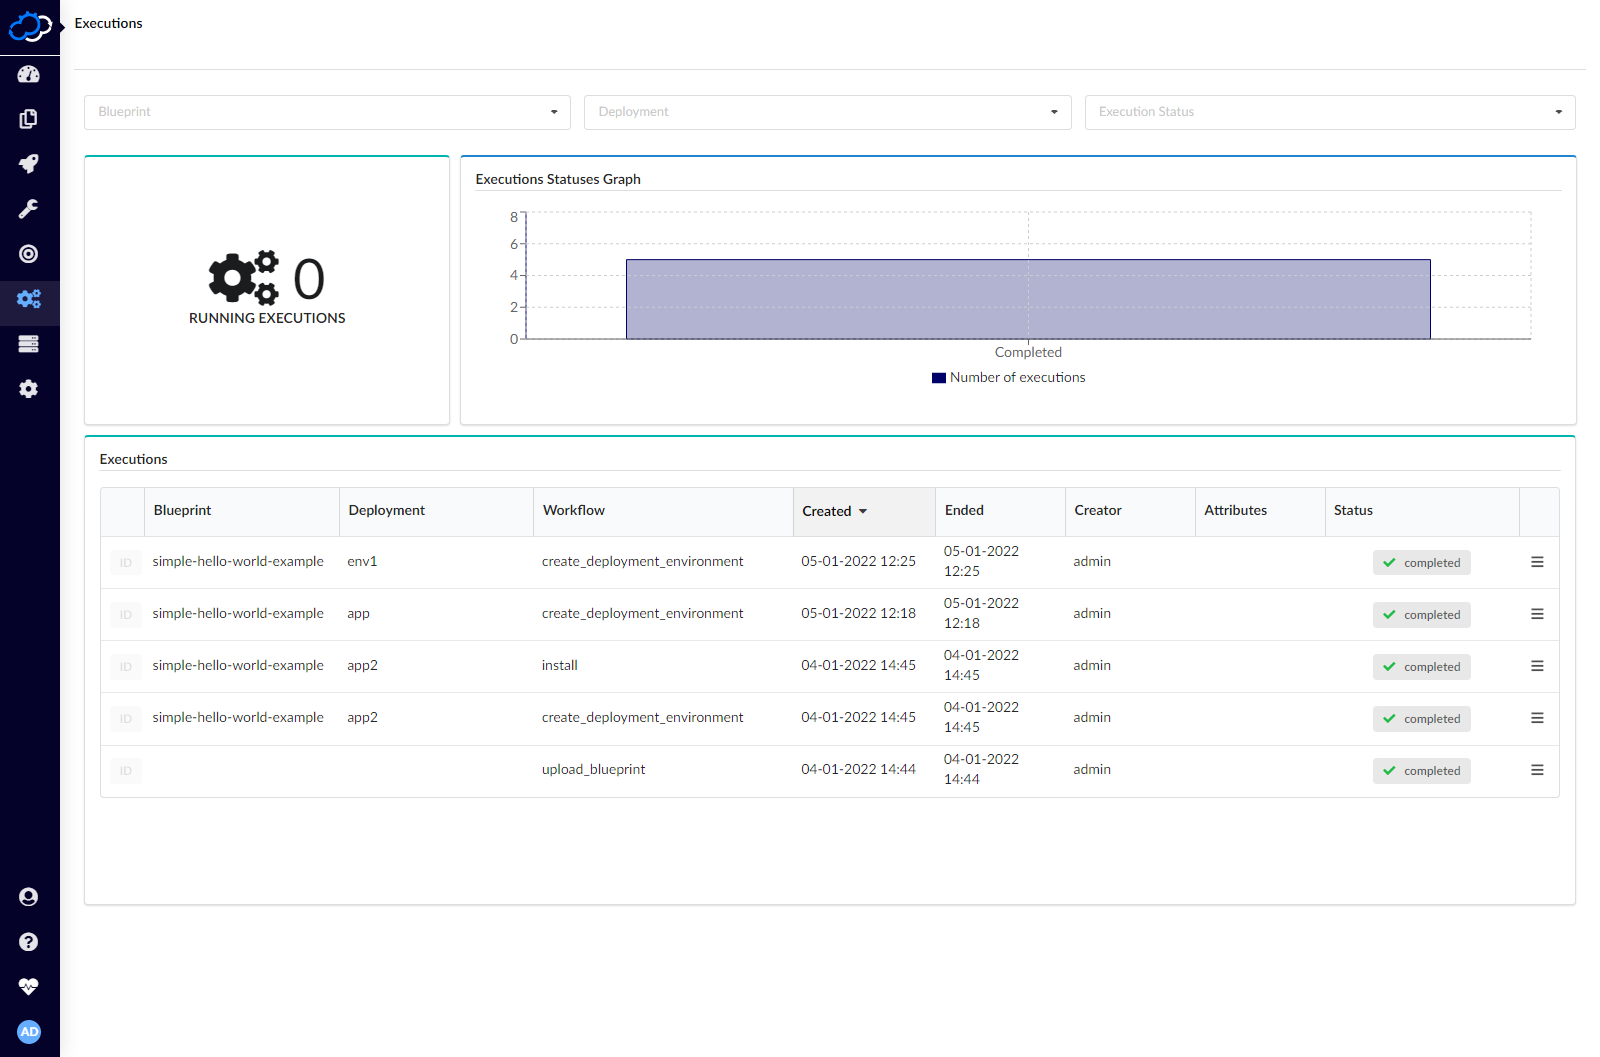 Executions
Blueprint
Deployment
Execution Status
0
RUNNING EXECUTIONS
Executions Statuses Graph
8
6
4
2
0
Completed
Number of executions
Executions
Blueprint Deployment Workflow Created Ended Creator Attributes Status
ID simple-hello-world-example env1 create_deployment_environment 05-01-2022 12:25 05-01-2022 admin completed
12:25
ID simple-hello-world-example app create_deployment_environment 05-01-2022 12:18 05-01-2022 admin completed
12:18
ID simple-hello-world-example app2 install 04-01-2022 14:45 04-01-2022 admin completed
14:45
ID simple-hello-world-example app2 create_deployment_environment 04-01-2022 14:45 04-01-2022 admin completed
14:45
ID upload_blueprint 04-01-2022 14:44 04-01-2022 admin completed
14:44
AD